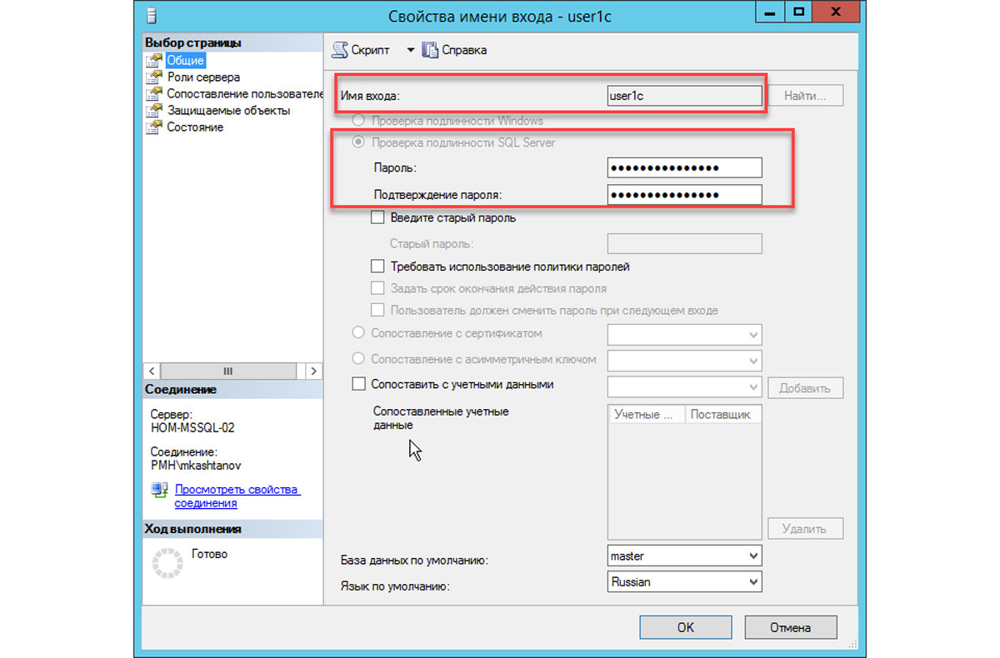 Свойства имени входа - user1c
Выбор страницы
Общие
Роли сервера
Сопоставление пользователе
Защищаемые объекты
Состояние
Скрипт
Справка
Имя входа:
user1c
Найти...
Проверка подлинности Windows
Проверка подлинности SQL Server
Пароль:
●●●●●●●●●●●●●●●
Подтверждение пароля:
●●●●●●●●●●●●●●●
Введите старый пароль
Старый пароль:
Требовать использование политики паролей
Задать срок окончания действия пароля
Пользователь должен сменить пароль при следующем входе
Сопоставление с сертификатом
Сопоставление с асимметричным ключом
Сопоставить с учетными данными
Добавить
Сопоставленные учетные
данные
Учетные ...
Поставщик
Удалить
База данных по умолчанию:
master
Язык по умолчанию:
Russian
Соединение
Сервер:
HOM-MSSQL-02
Соединение:
PMH\mkashtanov
Просмотреть свойства
соединения
Ход выполнения
Готово
OK
Отмена